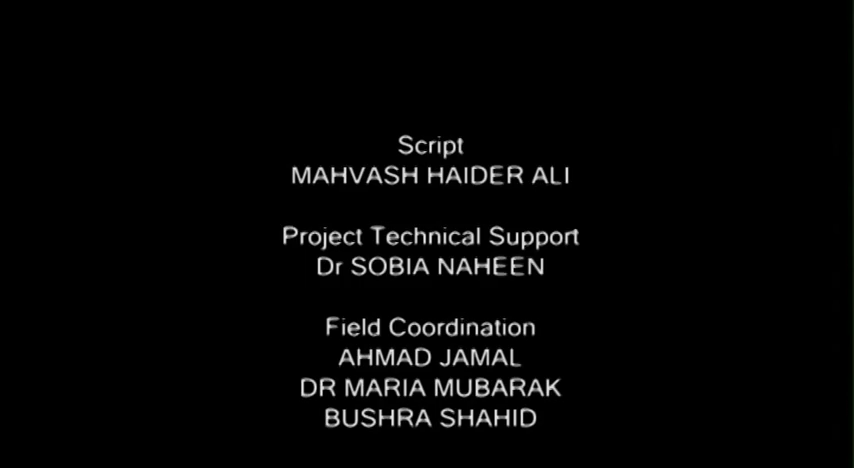 Script
MAHVASH HAIDER ALI
Project Technical Support
Dr SOBIA NAHEEN
Field Coordination
AHMAD JAMAL
DR MARIA MUBARAK
BUSHRA SHAHID